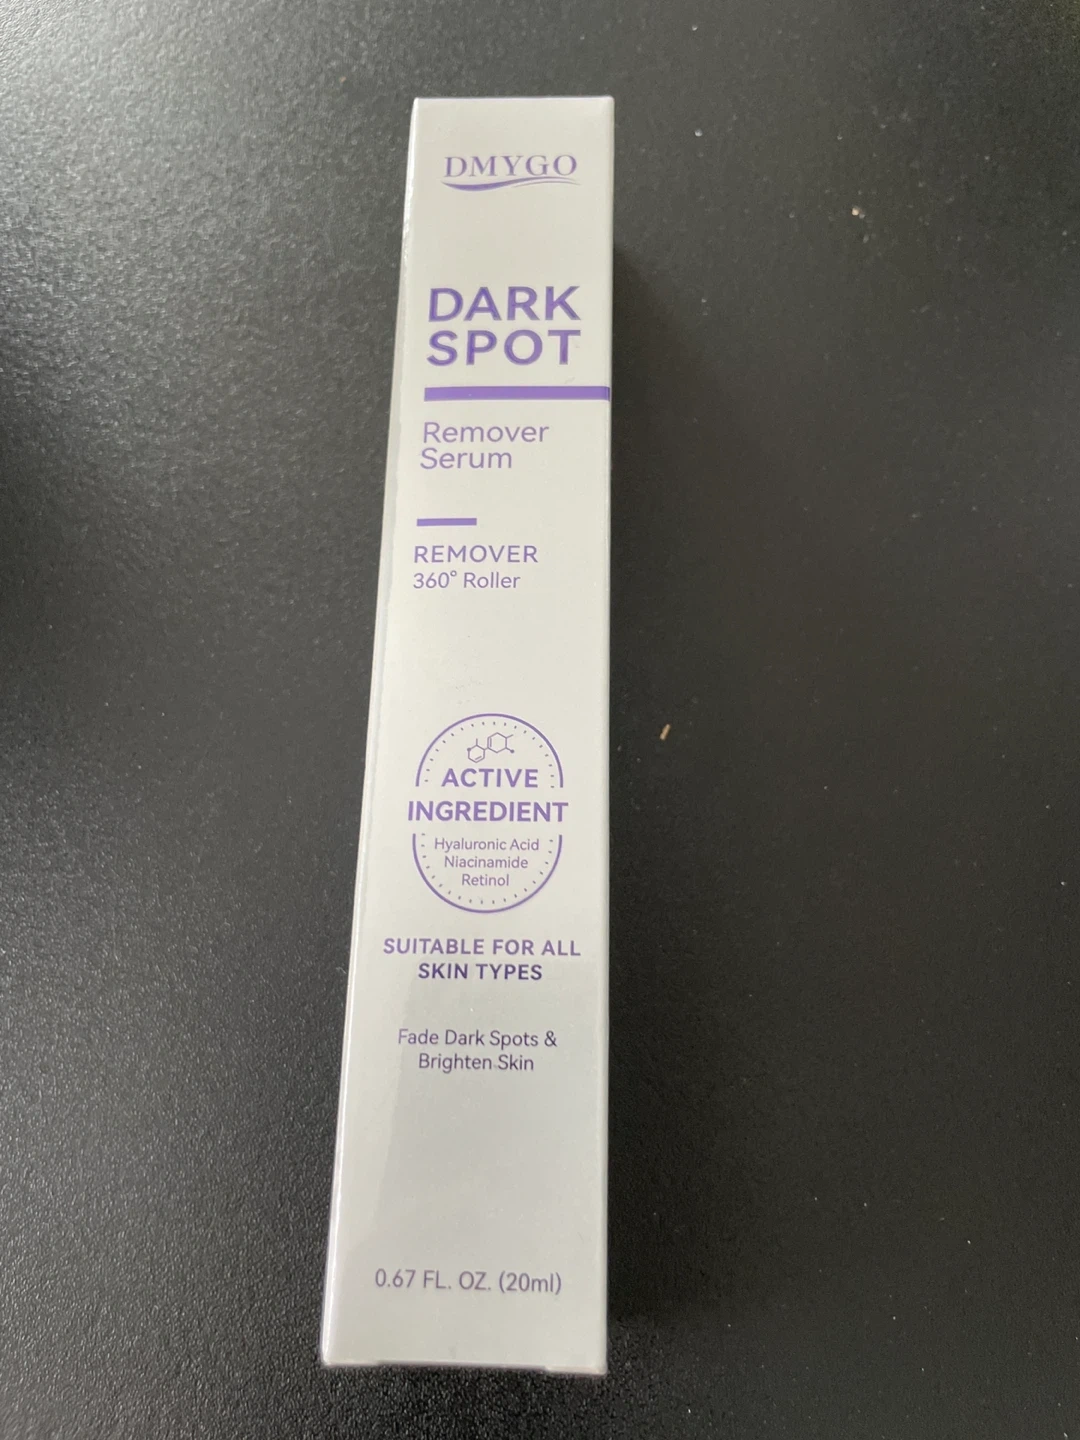 DMYGO
DARK
SPOT
Remover
Serum
REMOVER
360° Roller
ACTIVE
INGREDIENT
Hyaluronic Acid
Niacinamide
Retinol
SUITABLE FOR ALL
SKIN TYPES
Fade Dark Spots &
Brighten Skin
0.67 FL. OZ. (20ml)